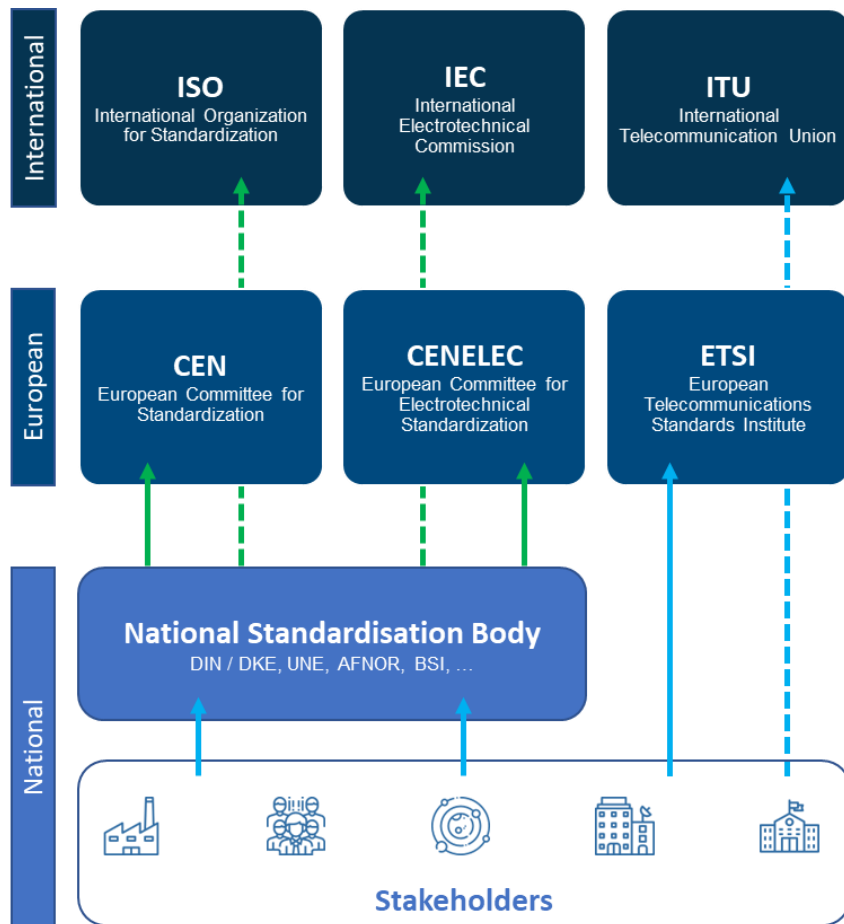 International
ISO
International Organization
for Standardization
IEC
International
Electrotechnical
Commission
ITU
International
Telecommunication Union
European
CEN
European Committee for
Standardization
CENELEC
European Committee for
Electrotechnical
Standardization
ETSI
European
Telecommunications
Standards Institute
National
National Standardisation Body
DIN / DKE, UNE, AFNOR, BSI, …
Stakeholders